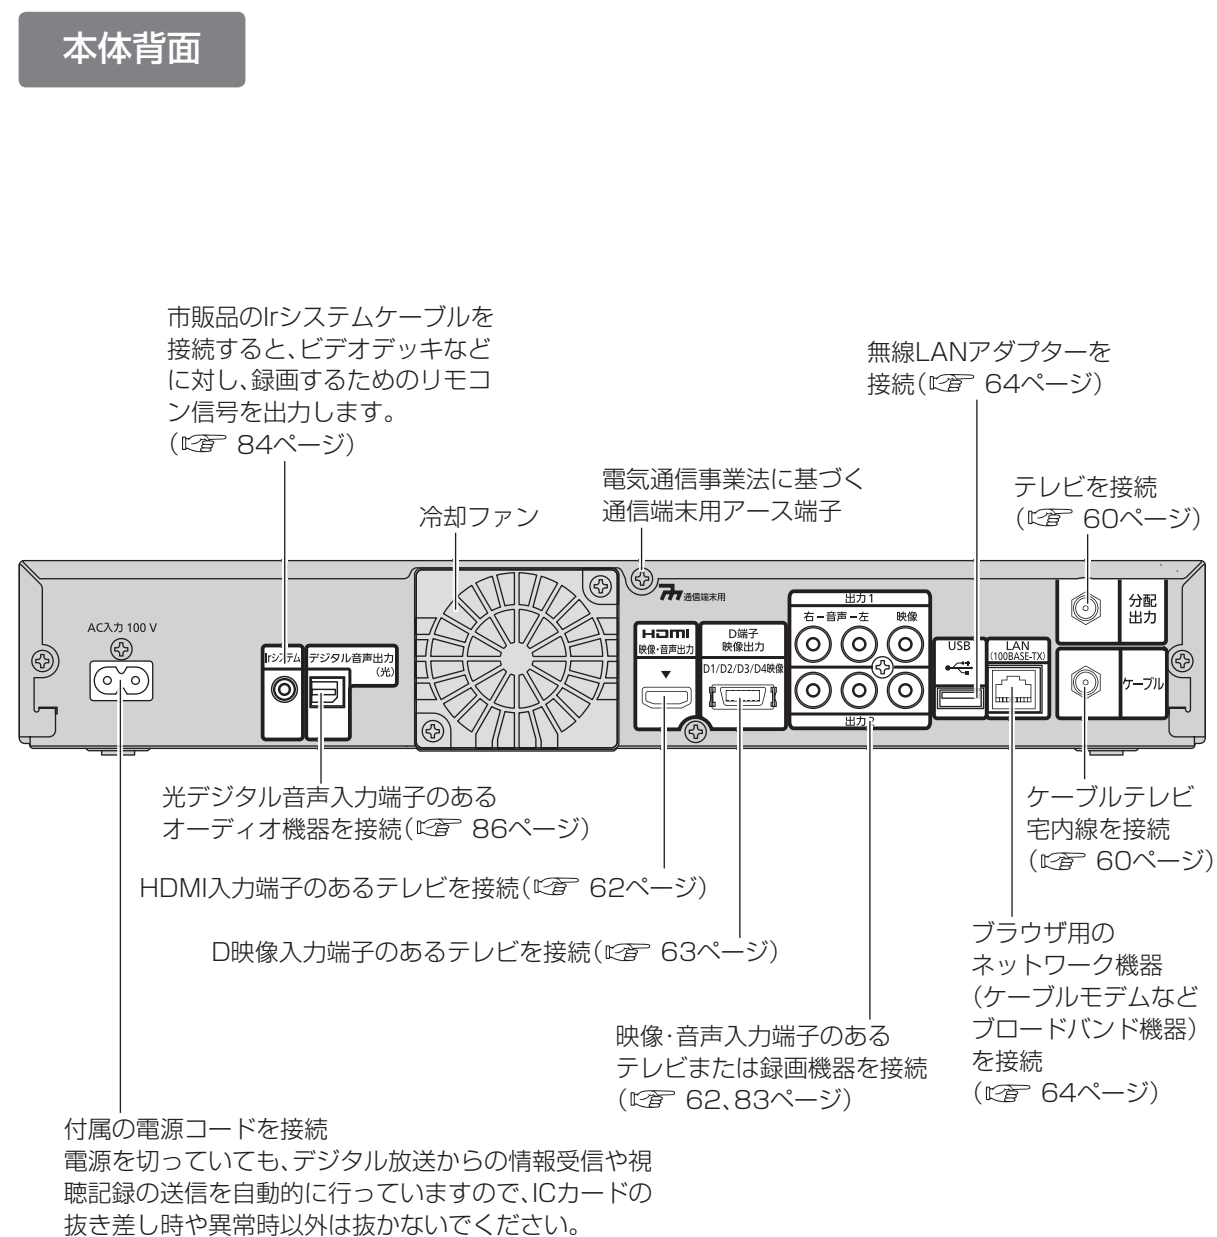 本体背面
市販品のIrシステムケーブルを
接続すると、ビデオデッキなど
に対し、録画するためのリモコ
ン信号を出力します。
(☞ 84ページ)
無線LANアダプターを
接続(☞ 64ページ)
電気通信事業法に基づく
通信端末用アース端子
テレビを接続
(☞ 60ページ)
冷却ファン
AC入力 100 V
Irシステム
デジタル音声出力
(光)
通信端末用
HDMI
映像・音声出力
D端子
映像出力
D1/D2/D3/D4映像
出力1
右-音声-左 映像
出力2
USB
LAN
(100BASE-TX)
分配
出力
ケーブル
光デジタル音声入力端子のある
オーディオ機器を接続(☞ 86ページ)
HDMI入力端子のあるテレビを接続(☞ 62ページ)
D映像入力端子のあるテレビを接続(☞ 63ページ)
映像・音声入力端子のある
テレビまたは録画機器を接続
(☞ 62、83ページ)
ケーブルテレビ
宅内線を接続
(☞ 60ページ)
ブラウザ用の
ネットワーク機器
(ケーブルモデムなど
ブロードバンド機器)
を接続
(☞ 64ページ)
付属の電源コードを接続
電源を切っていても、デジタル放送からの情報受信や視
聴記録の送信を自動的に行っていますので、ICカードの
抜き差し時や異常時以外は抜かないでください。